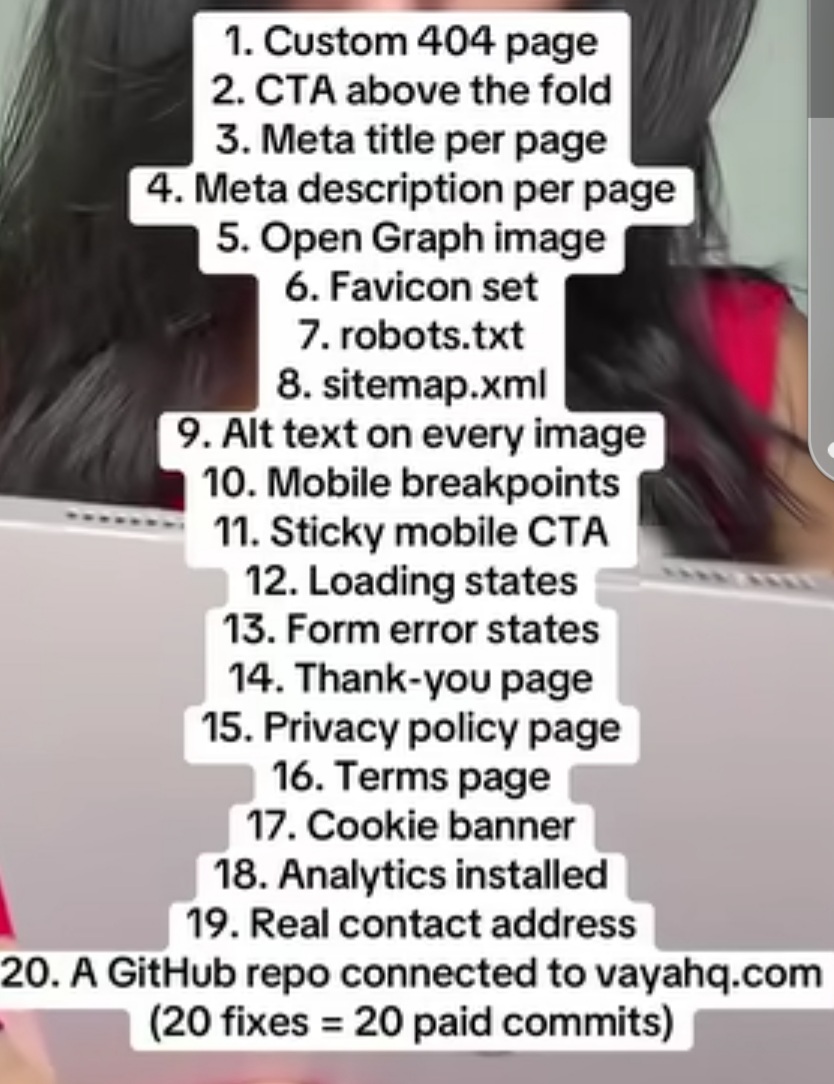 1. Custom 404 page
2. CTA above the fold
3. Meta title per page
4. Meta description per page
5. Open Graph image
6. Favicon set
7. robots.txt
8. sitemap.xml
9. Alt text on every image
10. Mobile breakpoints
11. Sticky mobile CTA
12. Loading states
13. Form error states
14. Thank-you page
15. Privacy policy page
16. Terms page
17. Cookie banner
18. Analytics installed
19. Real contact address
20. A GitHub repo connected to vayahq.com
(20 fixes = 20 paid commits)